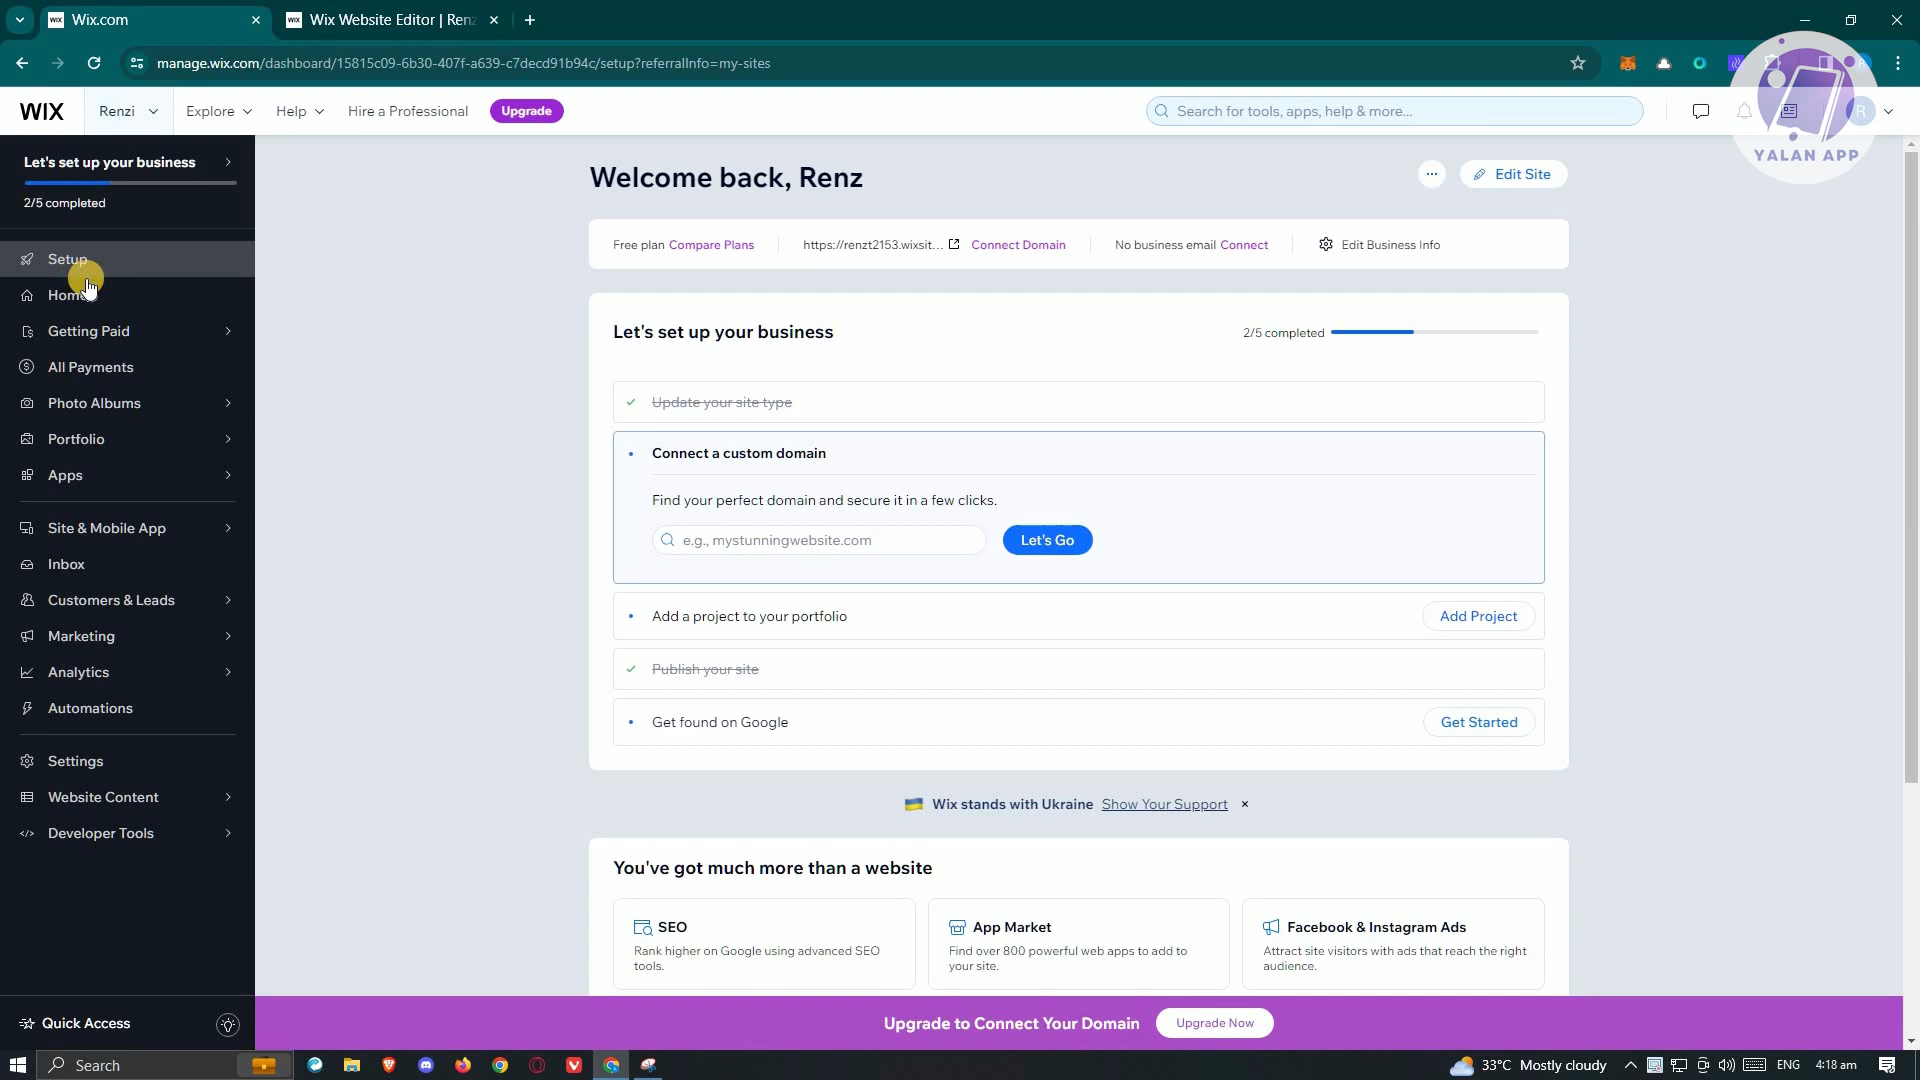 Wix.com
Wix Website Editor | Ren
manage.wix.com/dashboard/15815c09-6b30-407f-a639-c7decd91b94c/setup?referralInfo=my-sites
WIX
Renzi
Explore
Help
Hire a Professional
Upgrade
Search for tools, apps, help & more...
R
YALAN APP
Let's set up your business
2/5 completed
Setup
Home
Getting Paid
All Payments
Photo Albums
Portfolio
Apps
Site & Mobile App
Inbox
Customers & Leads
Marketing
Analytics
Automations
Settings
Website Content
Developer Tools
Quick Access
Welcome back, Renz
Edit Site
Free plan Compare Plans
https://renzt2153.wixsit... Connect Domain
No business email Connect
Edit Business Info
Let's set up your business
2/5 completed
Update your site type
Connect a custom domain
Find your perfect domain and secure it in a few clicks.
e.g., mystunningwebsite.com
Let's Go
Add a project to your portfolio
Add Project
Publish your site
Get found on Google
Get Started
Wix stands with Ukraine Show Your Support
You've got much more than a website
SEO
Rank higher on Google using advanced SEO
tools.
App Market
Find over 800 powerful web apps to add to
your site.
Facebook & Instagram Ads
Attract site visitors with ads that reach the right
audience.
Upgrade to Connect Your Domain
Upgrade Now
Search
33°C Mostly cloudy
ENG
4:18 am